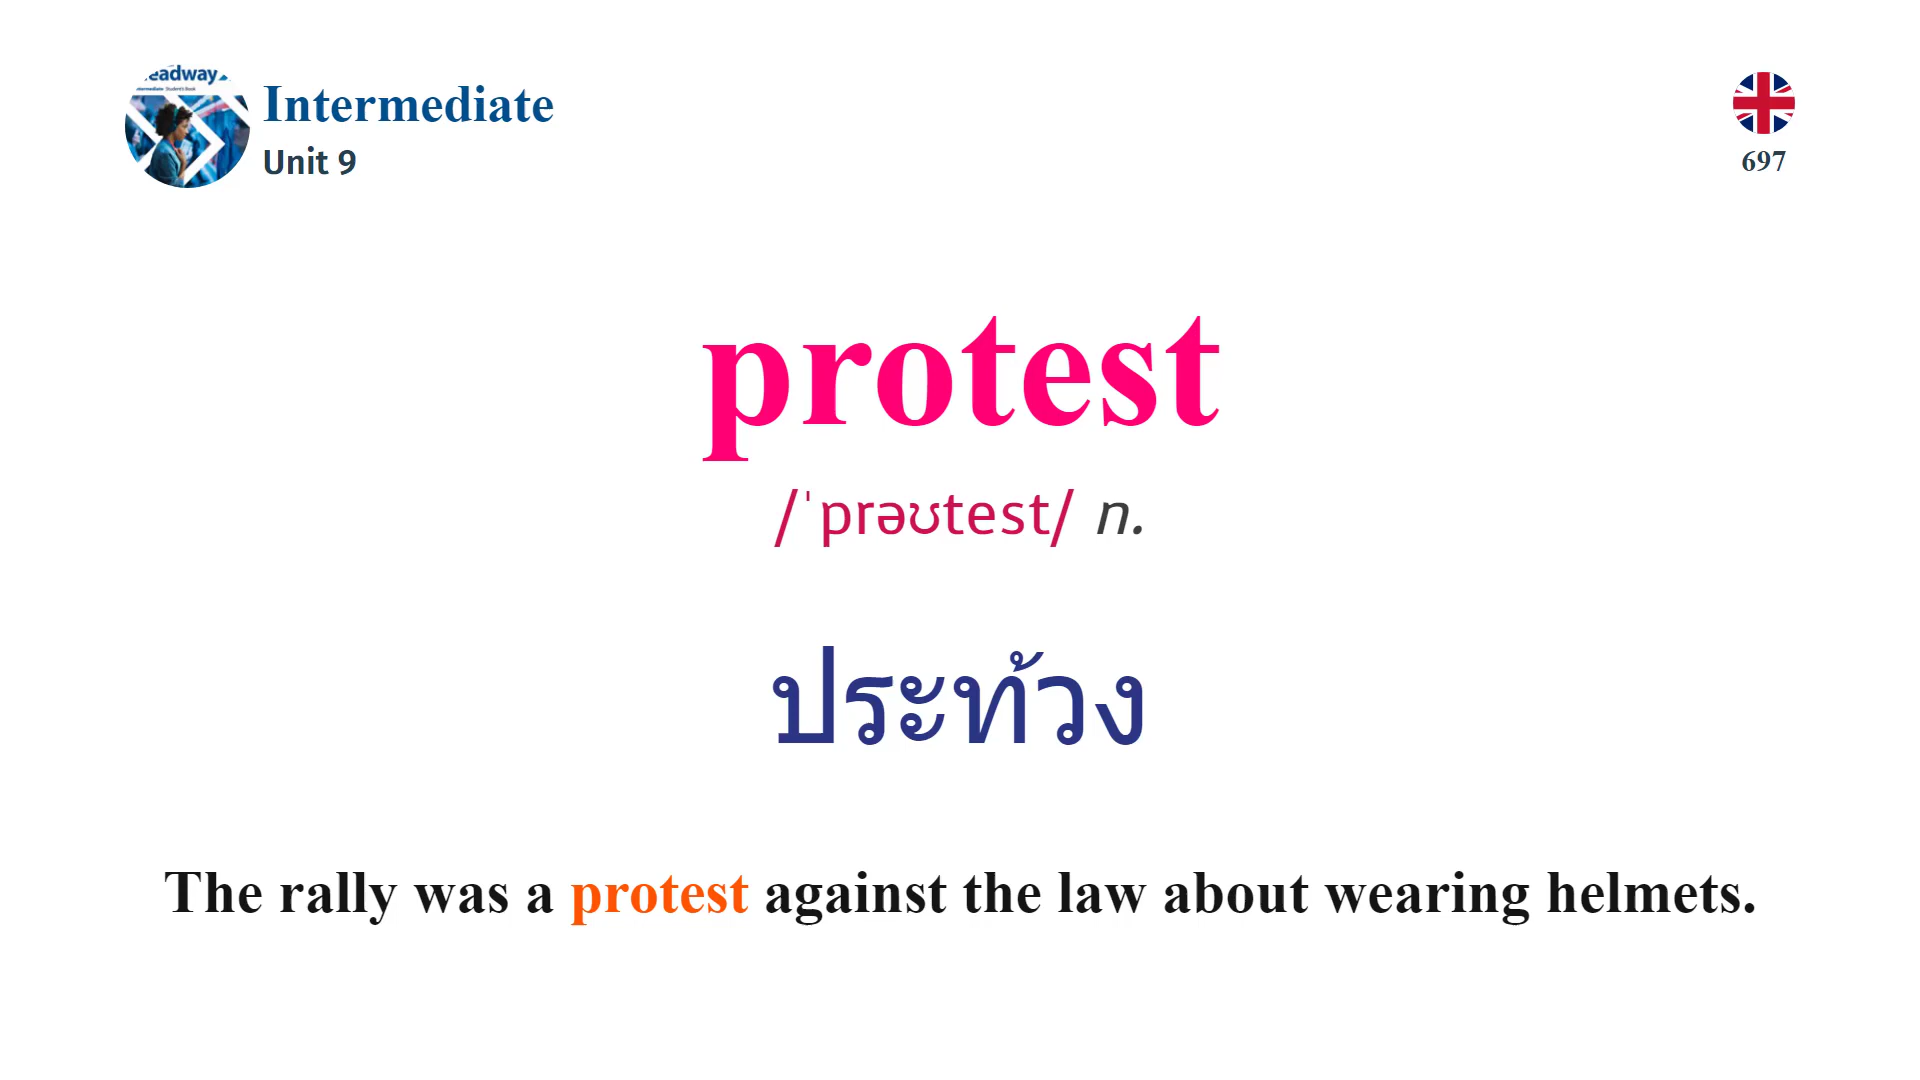 eadway
Intermediate
Unit 9
697
protest
/ˈprəʊtest/ n.
ประท้วง
The rally was a protest against the law about wearing helmets.